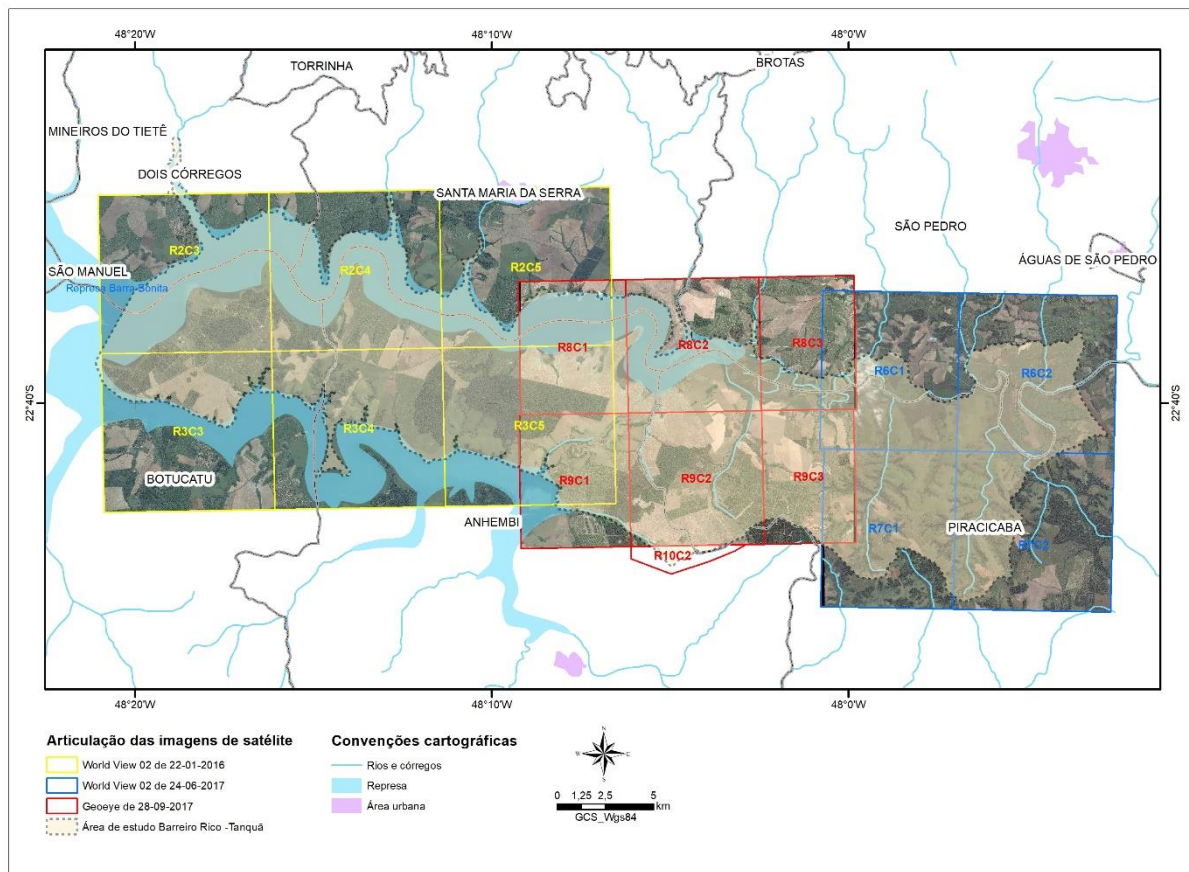 48°20'W
48°10'W
48°0'W
TORRINHA
BROTAS
MINEIROS DO TIETÊ
DOIS CÓRREGOS
SANTA MARIA DA SERRA
SÃO PEDRO
ÁGUAS DE SÃO PEDRO
SÃO MANUEL
Represa Barra Bonita
R2C3
R2C4
R2C5
R8C1
R8C2
R8C3
R6C1
R6C2
22°40'S
22°40'S
R3C3
R3C4
R3C5
R9C1
R9C2
R9C3
BOTUCATU
ANHEMBI
R7C1
PIRACICABA
R7C2
R10C2
48°20'W
48°10'W
48°0'W
Articulação das imagens de satélite
World View 02 de 22-01-2016
World View 02 de 24-06-2017
Geoeye de 28-09-2017
Área de estudo Barreiro Rico -Tanquã
Convenções cartográficas
Rios e córregos
Represa
Área urbana
N
W
E
S
0 1,25 2,5 5
km
GCS_Wgs84